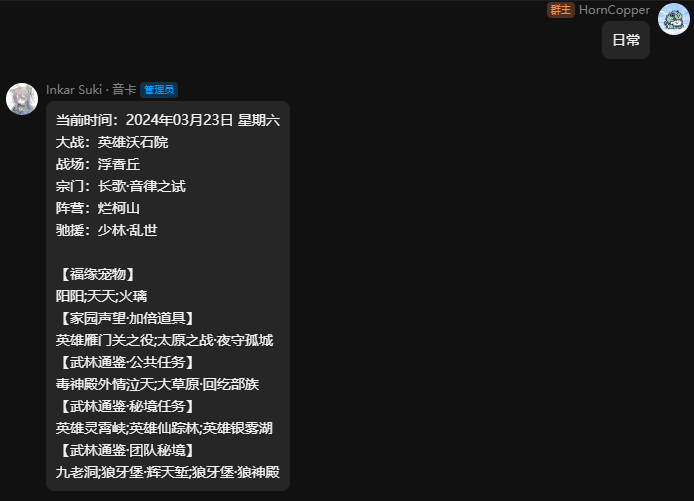 群主 HornCopper
日常
Inkar Suki · 音卡 管理员
当前时间：2024年03月23日 星期六
大战：英雄沃石院
战场：浮香丘
宗门：长歌·音律之试
阵营：烂柯山
驰援：少林·乱世
【福缘宠物】
阳阳;天天;火璃
【家园声望·加倍道具】
英雄雁门关之役;太原之战·夜守孤城
【武林通鉴·公共任务】
毒神殿外情泣天;大草原·回纥部族
【武林通鉴·秘境任务】
英雄灵霄峡;英雄仙踪林;英雄银雾湖
【武林通鉴·团队秘境】
九老洞;狼牙堡·辉天堑;狼牙堡·狼神殿